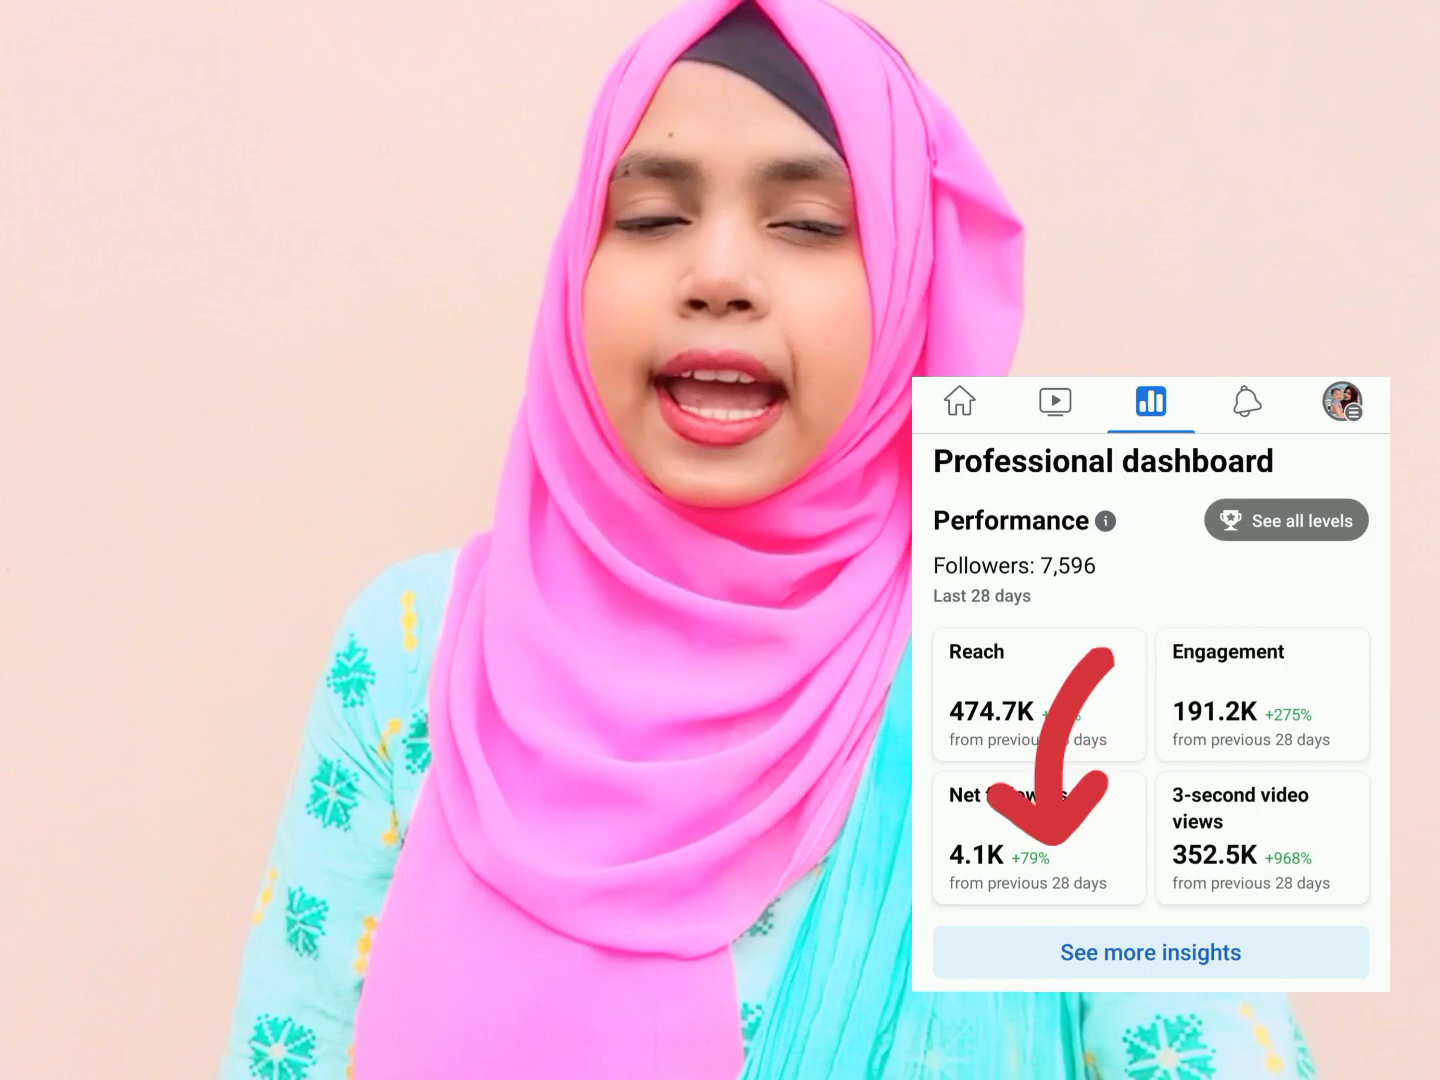 Professional dashboard
Performance
See all levels
Followers: 7,596
Last 28 days
Reach
474.7K
from previous days
Engagement
191.2K +275%
from previous 28 days
Net
4.1K +79%
from previous 28 days
3-second video
views
352.5K +968%
from previous 28 days
See more insights